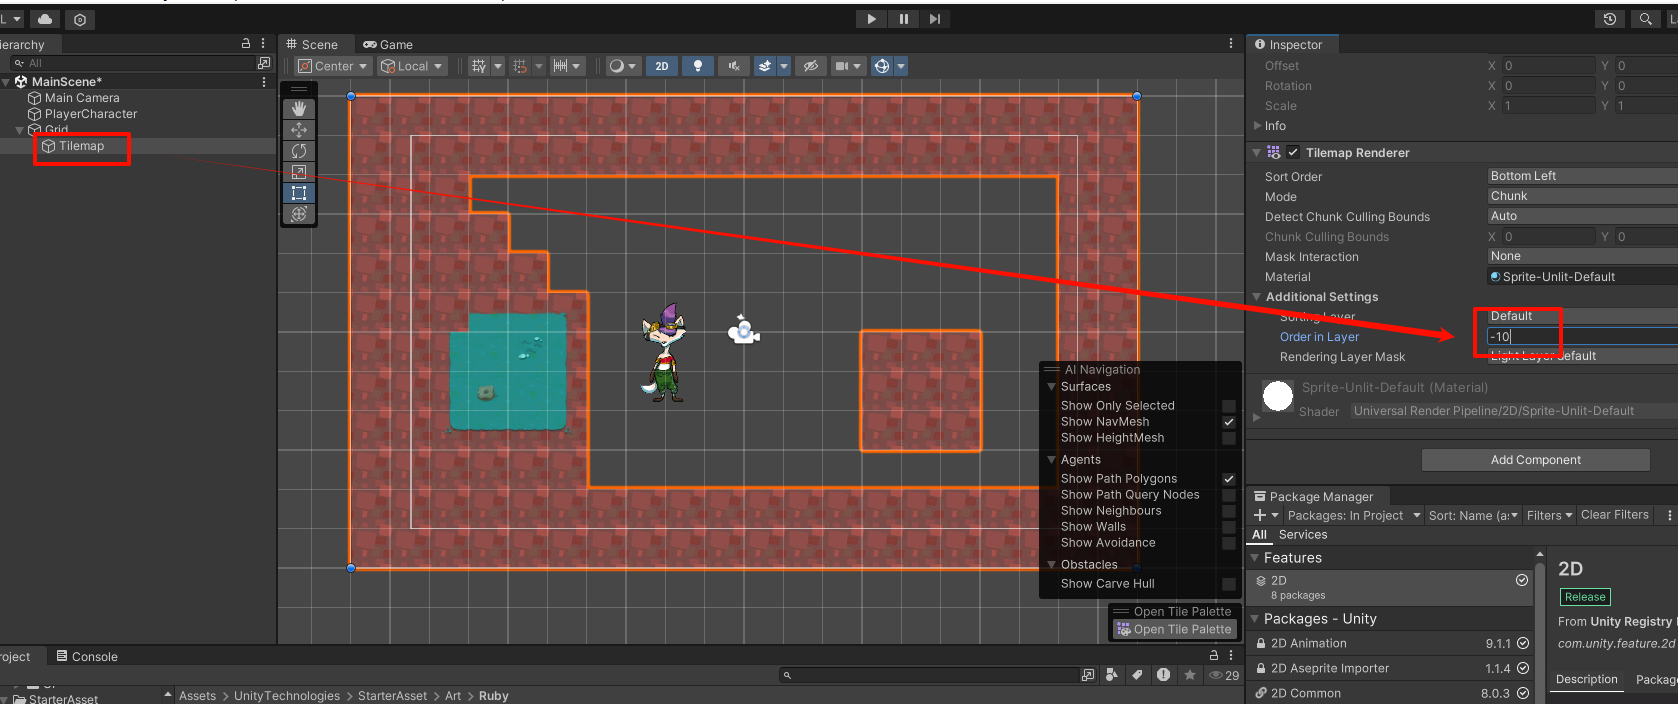 L
Hierarchy
All
MainScene*
Main Camera
PlayerCharacter
Grid
Tilemap
Scene
Game
Center
Local
2D
AI Navigation
Surfaces
Show Only Selected
Show NavMesh
Show HeightMesh
Agents
Show Path Polygons
Show Path Query Nodes
Show Neighbours
Show Walls
Show Avoidance
Obstacles
Show Carve Hull
Open Tile Palette
Open Tile Palette
Inspector
Offset X 0 Y 0
Rotation X 0 Y 0
Scale X 1 Y 1
Info
Tilemap Renderer
Sort Order Bottom Left
Mode Chunk
Detect Chunk Culling Bounds Auto
Chunk Culling Bounds X 0 Y 0
Mask Interaction None
Material Sprite-Unlit-Default
Additional Settings
Sorting Layer Default
Order in Layer -10
Rendering Layer Mask Light Layer default
Sprite-Unlit-Default (Material)
Shader Universal Render Pipeline/2D/Sprite-Unlit-Default
Add Component
Package Manager
Packages: In Project Sort: Name (a Filters Clear Filters
All Services
Features
2D
8 packages
Packages - Unity
2D Animation 9.1.1
2D Aseprite Importer 1.1.4
2D Common 8.0.3
2D
Release
From Unity Registry
com.unity.feature.2d
Description Packag
roject Console
29
StarterAsset
Assets > UnityTechnologies > StarterAsset > Art > Ruby